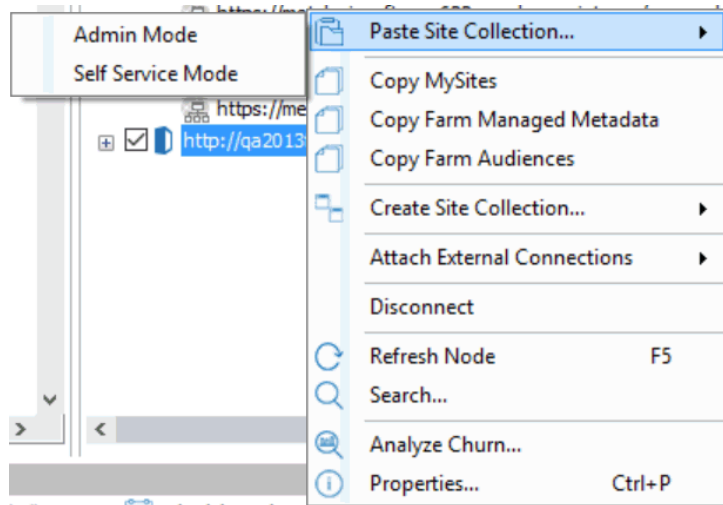 Admin Mode
Self Service Mode
https://me
http://qa2013
Paste Site Collection...
Copy MySites
Copy Farm Managed Metadata
Copy Farm Audiences
Create Site Collection...
Attach External Connections
Disconnect
Refresh Node F5
Search...
Analyze Churn...
Properties... Ctrl+P